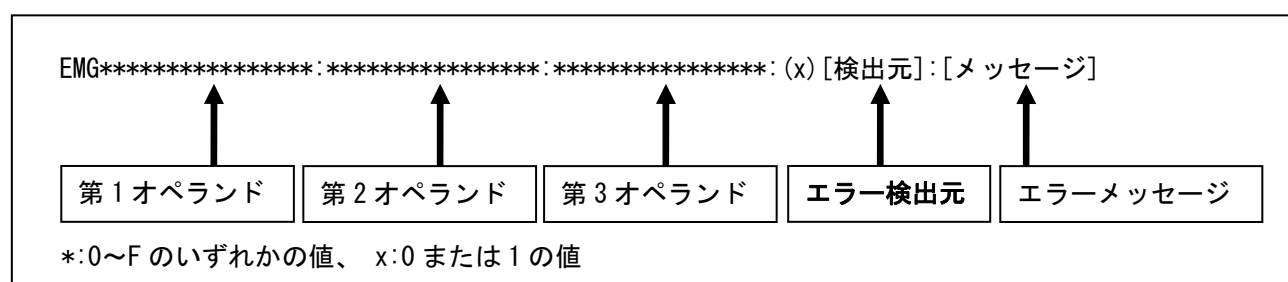 EMG****************:****************:****************:(x)[検出元]:[メッセージ]
第1オペランド 第2オペランド 第3オペランド エラー検出元 エラーメッセージ
*:0～Fのいずれかの値、 x:0または1の値